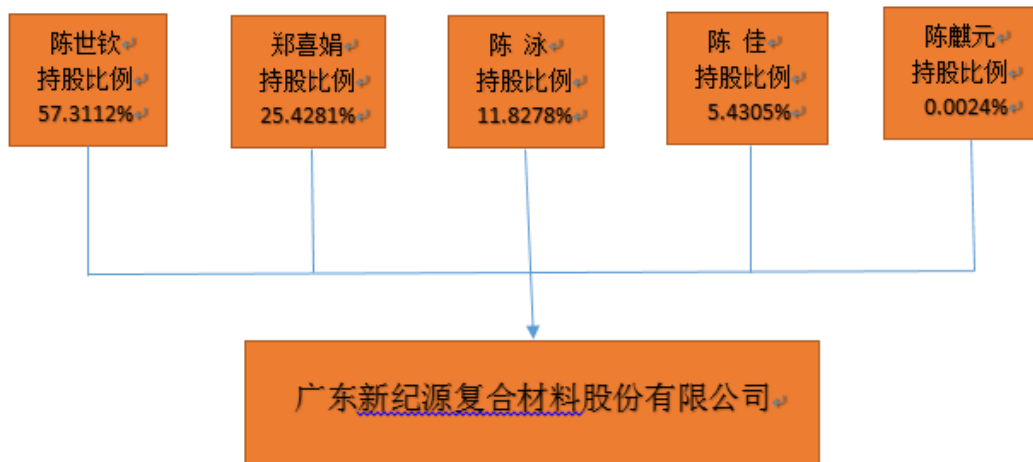 陈世钦
持股比例
57.3112%
郑喜娟
持股比例
25.4281%
陈 泳
持股比例
11.8278%
陈 佳
持股比例
5.4305%
陈麒元
持股比例
0.0024%
广东新纪源复合材料股份有限公司